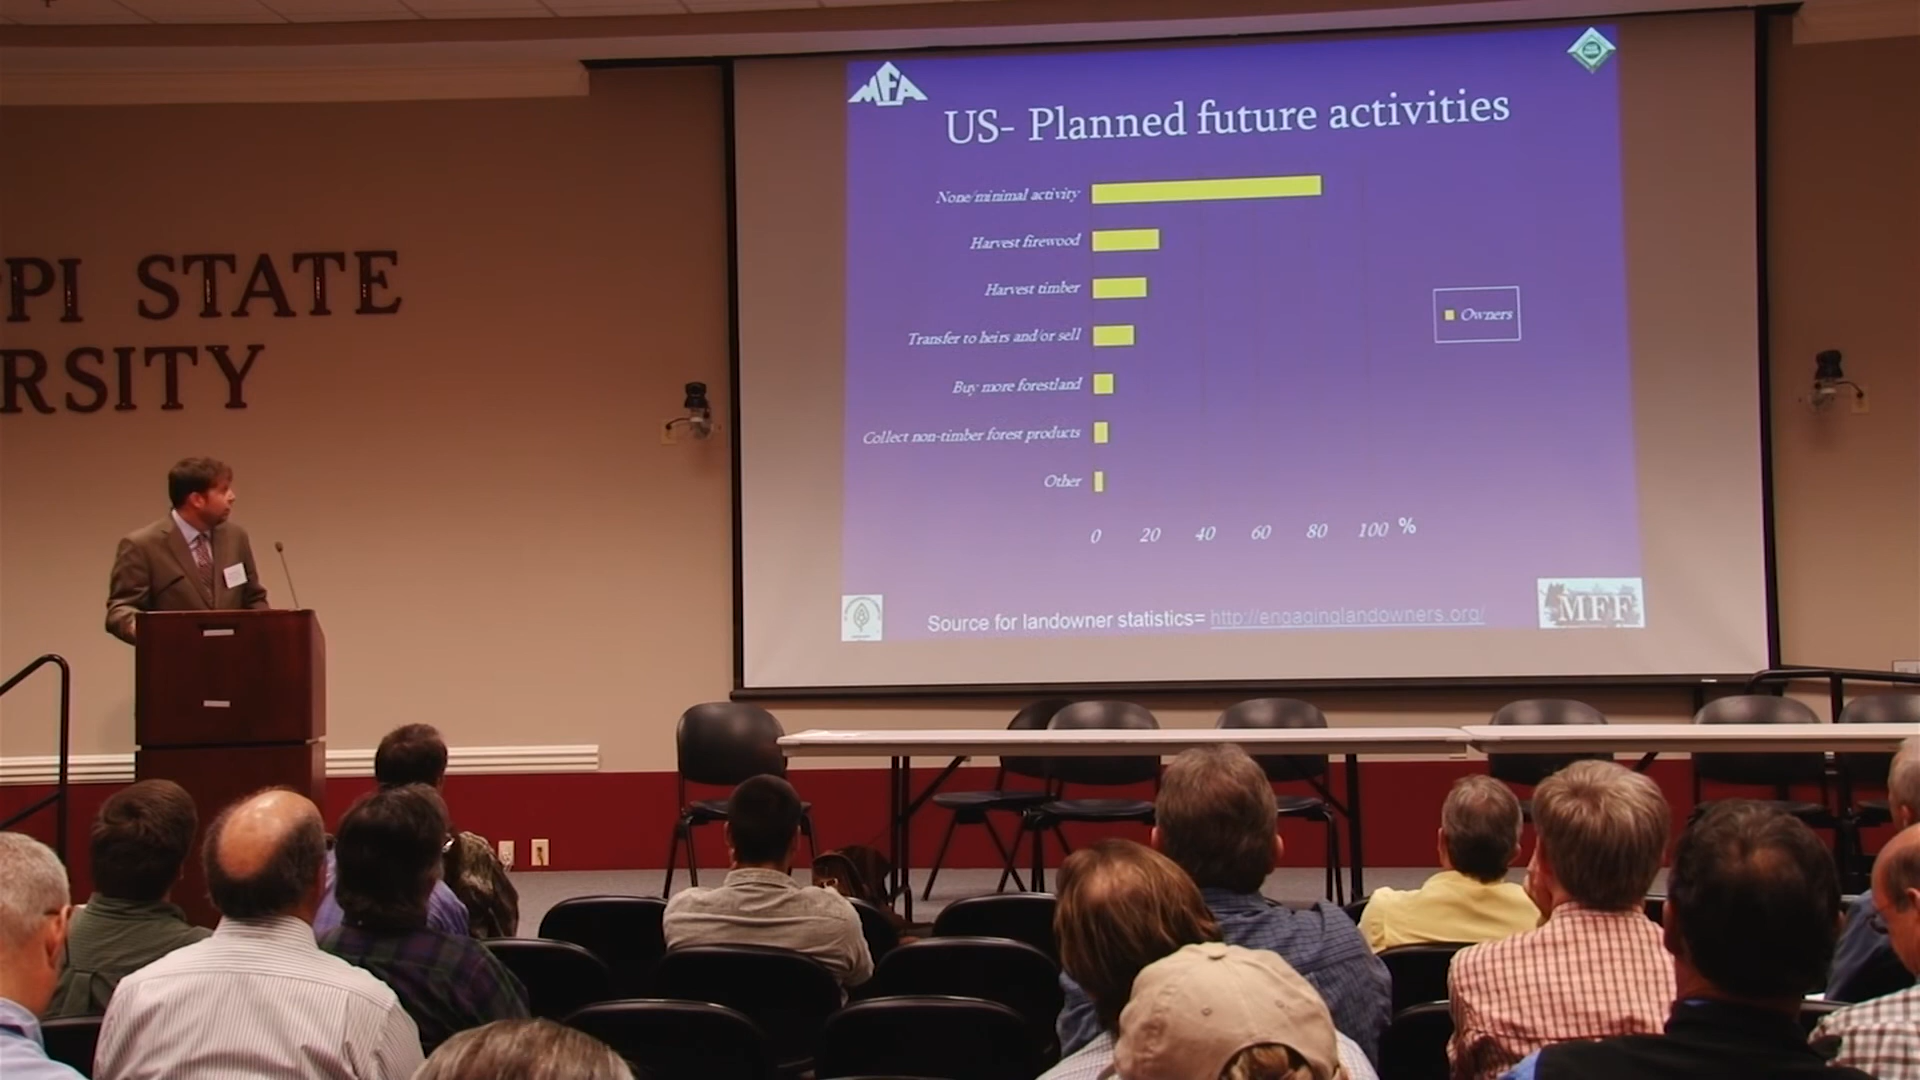 PPI STATE
RSITY
MFA
US- Planned future activities
None/minimal activity
Harvest firewood
Harvest timber
Transfer to heirs and/or sell
Buy more forestland
Collect non-timber forest products
Other
0 20 40 60 80 100 %
Owners
Source for landowner statistics= http://engaginglandowners.org/
MFF